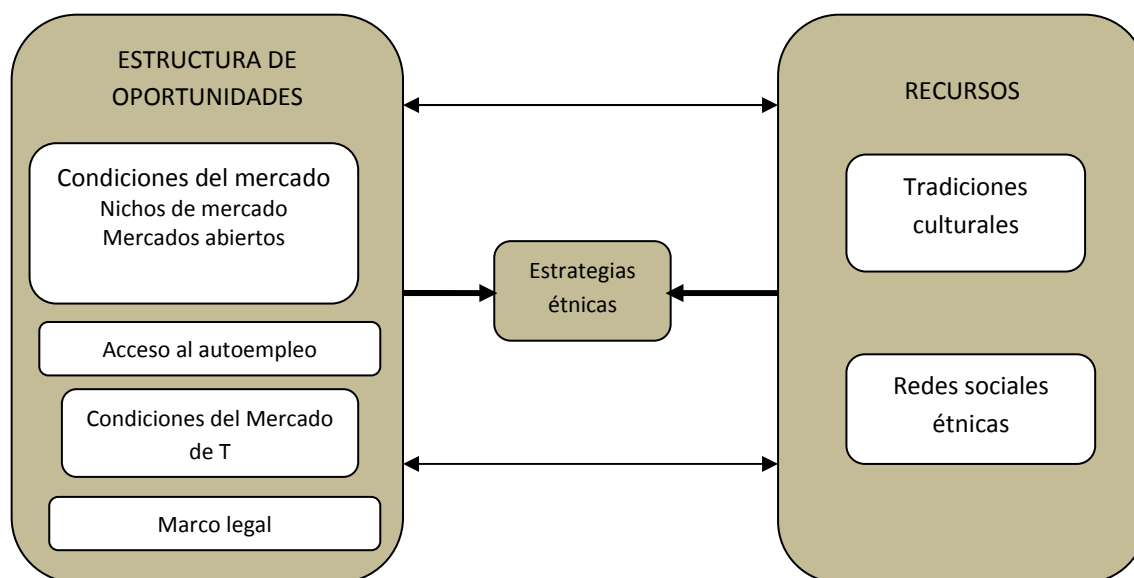 ESTRUCTURA DE
OPORTUNIDADES
Condiciones del mercado
Nichos de mercado
Mercados abiertos
Acceso al autoempleo
Condiciones del Mercado
de T
Marco legal
Estrategias
étnicas
RECURSOS
Tradiciones
culturales
Redes sociales
étnicas